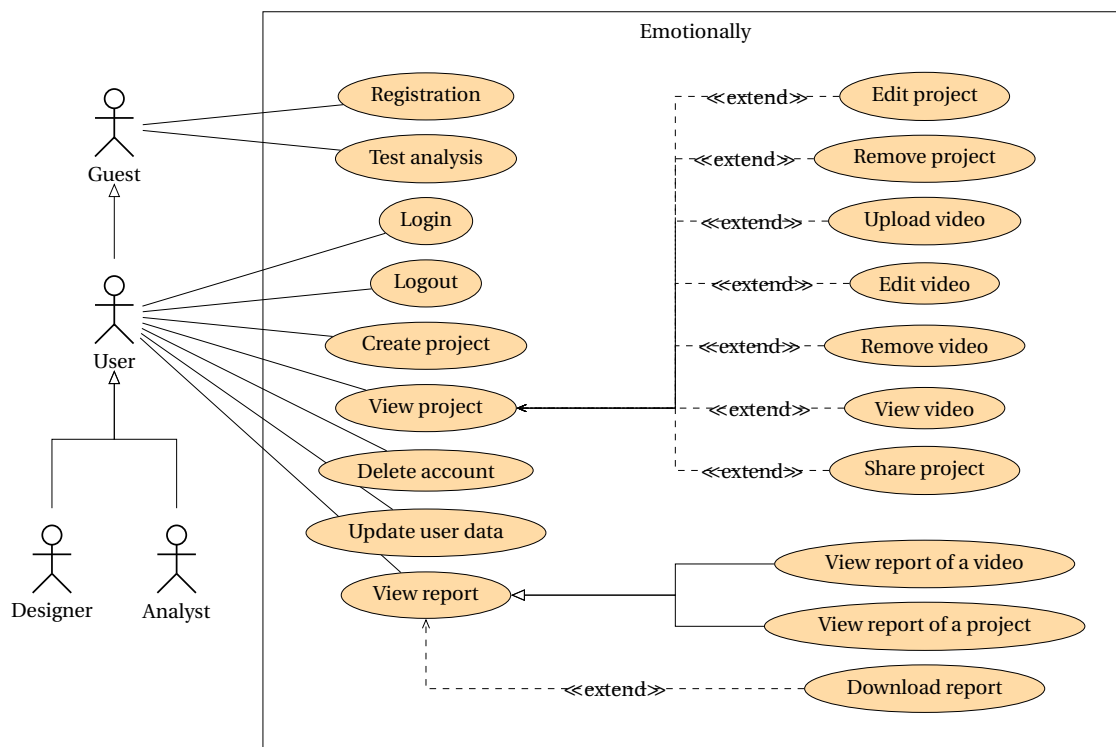 Emotionally
Registration
≪extend≫
Edit project
Guest
Test analysis
≪extend≫
Remove project
Login
≪extend≫
Upload video
Logout
≪extend≫
Edit video
User
Create project
≪extend≫
Remove video
View project
≪extend≫
View video
Delete account
≪extend≫
Share project
Update user data
View report of a video
Designer
Analyst
View report
View report of a project
≪extend≫
Download report